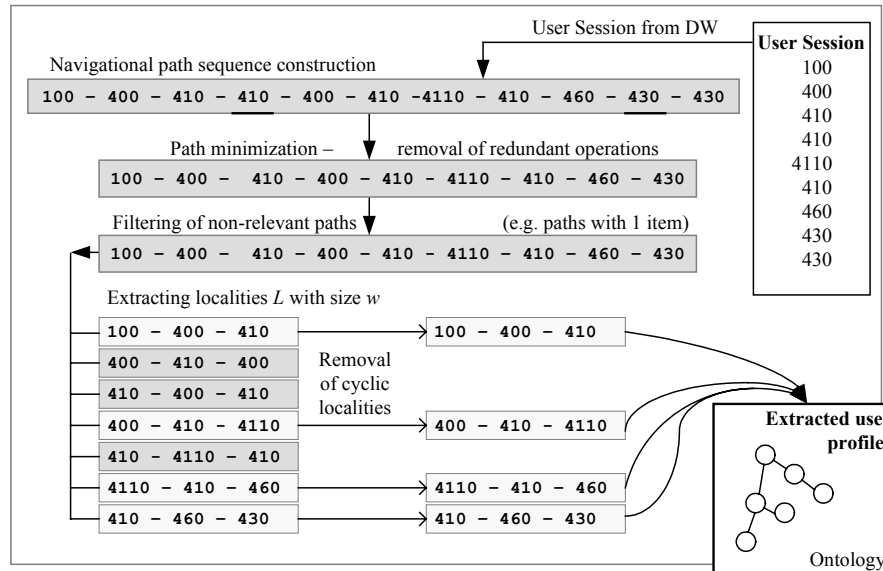 User Session from DW
User Session
100
400
410
410
4110
410
460
430
430
Navigational path sequence construction
100 – 400 – 410 – 410 – 400 – 410 -4110 – 410 – 460 – 430 – 430
Path minimization – removal of redundant operations
100 – 400 – 410 – 400 – 410 – 4110 – 410 – 460 – 430
Filtering of non-relevant paths (e.g. paths with 1 item)
100 – 400 – 410 – 400 – 410 – 4110 – 410 – 460 – 430
Extracting localities L with size w
100 – 400 – 410
400 – 410 – 400
410 – 400 – 410
400 – 410 – 4110
410 – 4110 – 410
4110 – 410 – 460
410 – 460 – 430
Removal
of cyclic
localities
100 – 400 – 410
400 – 410 – 4110
4110 – 410 – 460
410 – 460 – 430
Extracted use
profile
Ontology